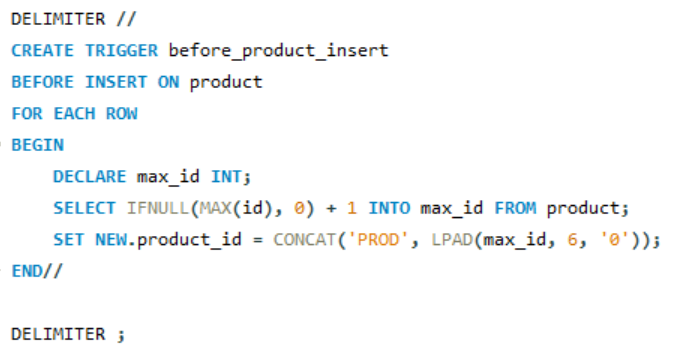 DELIMITER //
CREATE TRIGGER before_product_insert
BEFORE INSERT ON product
FOR EACH ROW
BEGIN
    DECLARE max_id INT;
    SELECT IFNULL(MAX(id), 0) + 1 INTO max_id FROM product;
    SET NEW.product_id = CONCAT('PROD', LPAD(max_id, 6, '0'));
END//
DELIMITER ;